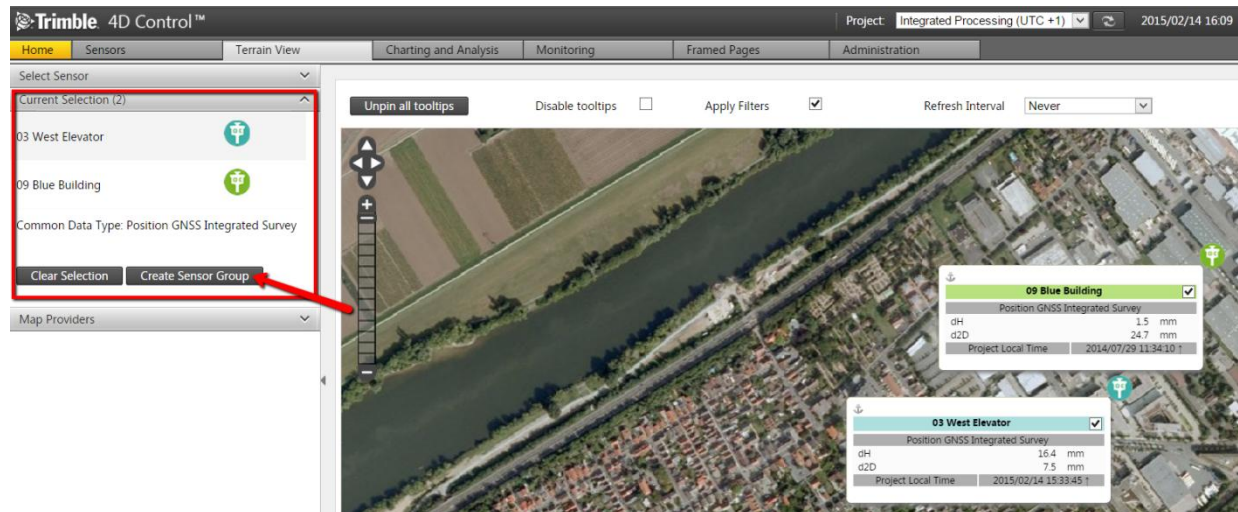 Trimble. 4D Control™
Project: Integrated Processing (UTC +1) 2015/02/14 16:09
Home Sensors Terrain View Charting and Analysis Monitoring Framed Pages Administration
Select Sensor
Current Selection (2)
03 West Elevator
09 Blue Building
Common Data Type: Position GNSS Integrated Survey
Clear Selection Create Sensor Group
Map Providers
Unpin all tooltips Disable tooltips Apply Filters Refresh Interval Never
09 Blue Building
Position GNSS Integrated Survey
dH 1.5 mm
d2D 24.7 mm
Project Local Time 2014/07/29 11:34:10 ↑
03 West Elevator
Position GNSS Integrated Survey
dH 16.4 mm
d2D 7.5 mm
Project Local Time 2015/02/14 15:33:45 ↑